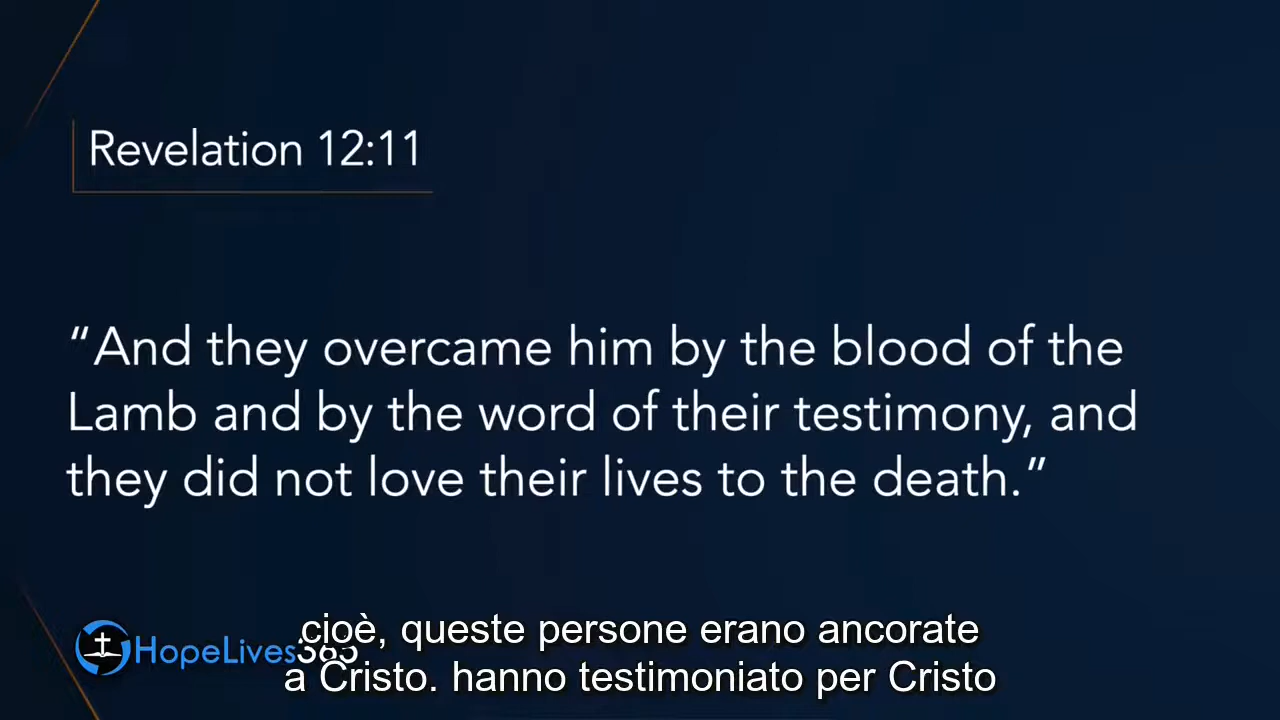 Revelation 12:11
“And they overcame him by the blood of the
Lamb and by the word of their testimony, and
they did not love their lives to the death.”
HopeLives365
cioè, queste persone erano ancorate
a Cristo. hanno testimoniato per Cristo